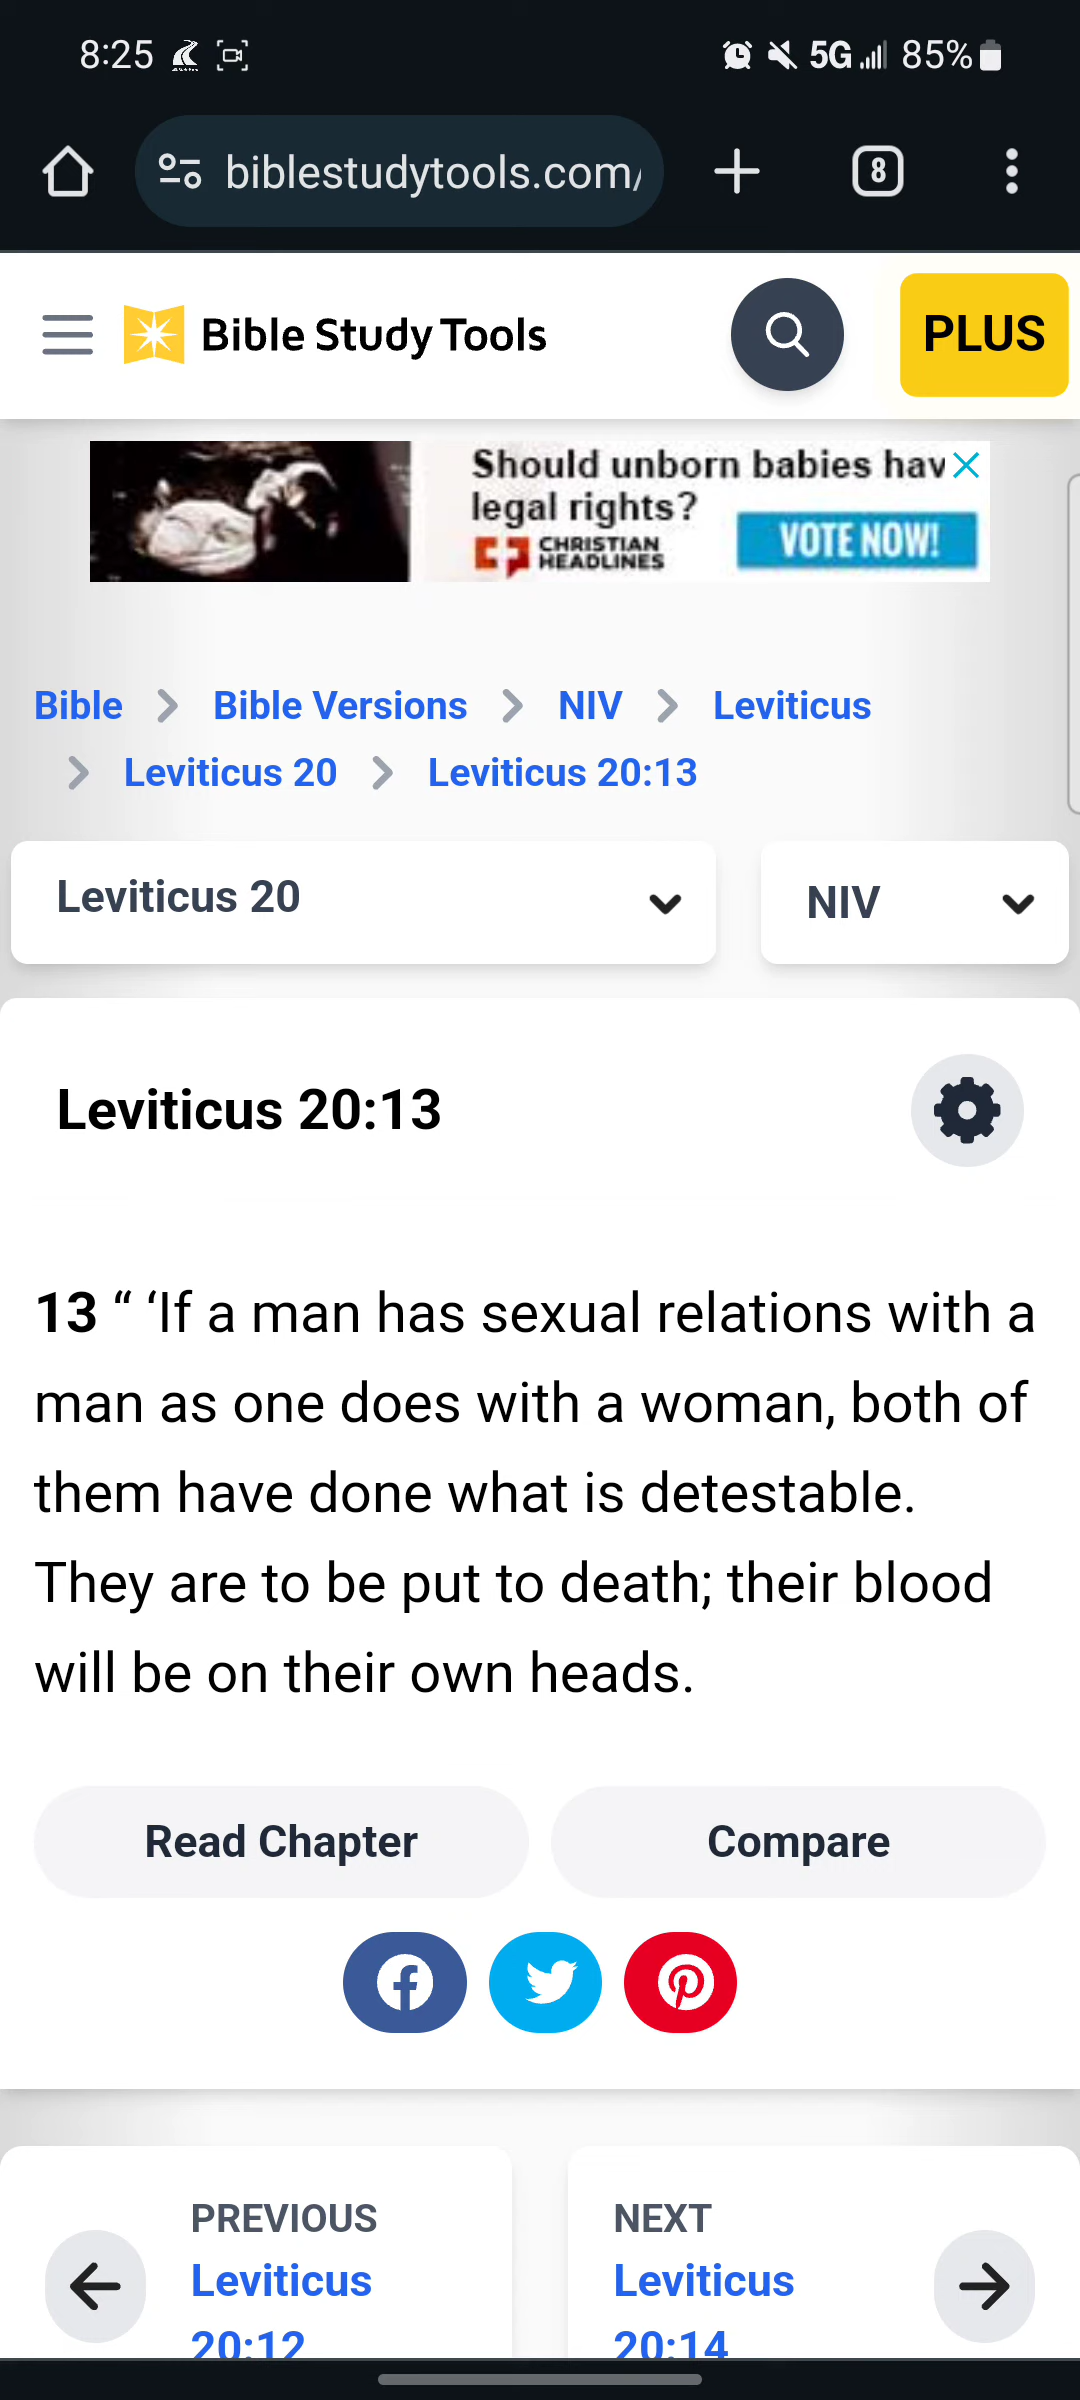 8:25 5G 85%
biblestudytools.com/ 8
Bible Study Tools PLUS
Should unborn babies hav
legal rights?
CHRISTIAN
HEADLINES
VOTE NOW!
Bible > Bible Versions > NIV > Leviticus
> Leviticus 20 > Leviticus 20:13
Leviticus 20 NIV
Leviticus 20:13
13 “ ‘If a man has sexual relations with a
man as one does with a woman, both of
them have done what is detestable.
They are to be put to death; their blood
will be on their own heads.
Read Chapter Compare
PREVIOUS
Leviticus
20:12
NEXT
Leviticus
20:14